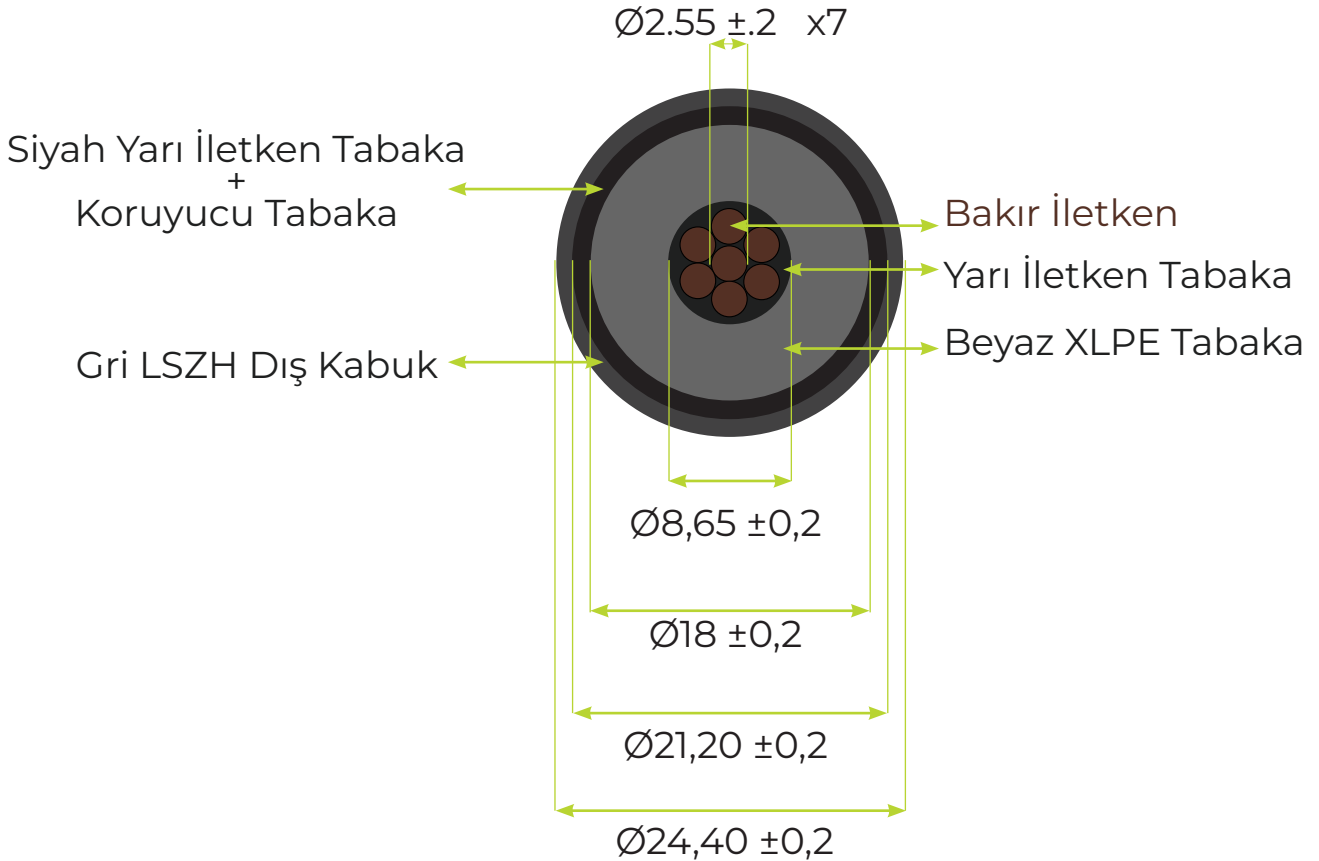 Ø2.55 ±.2 x7
Siyah Yarı İletken Tabaka
+
Koruyucu Tabaka
Gri LSZH Dış Kabuk
Bakır İletken
Yarı İletken Tabaka
Beyaz XLPE Tabaka
Ø8,65 ±0,2
Ø18 ±0,2
Ø21,20 ±0,2
Ø24,40 ±0,2